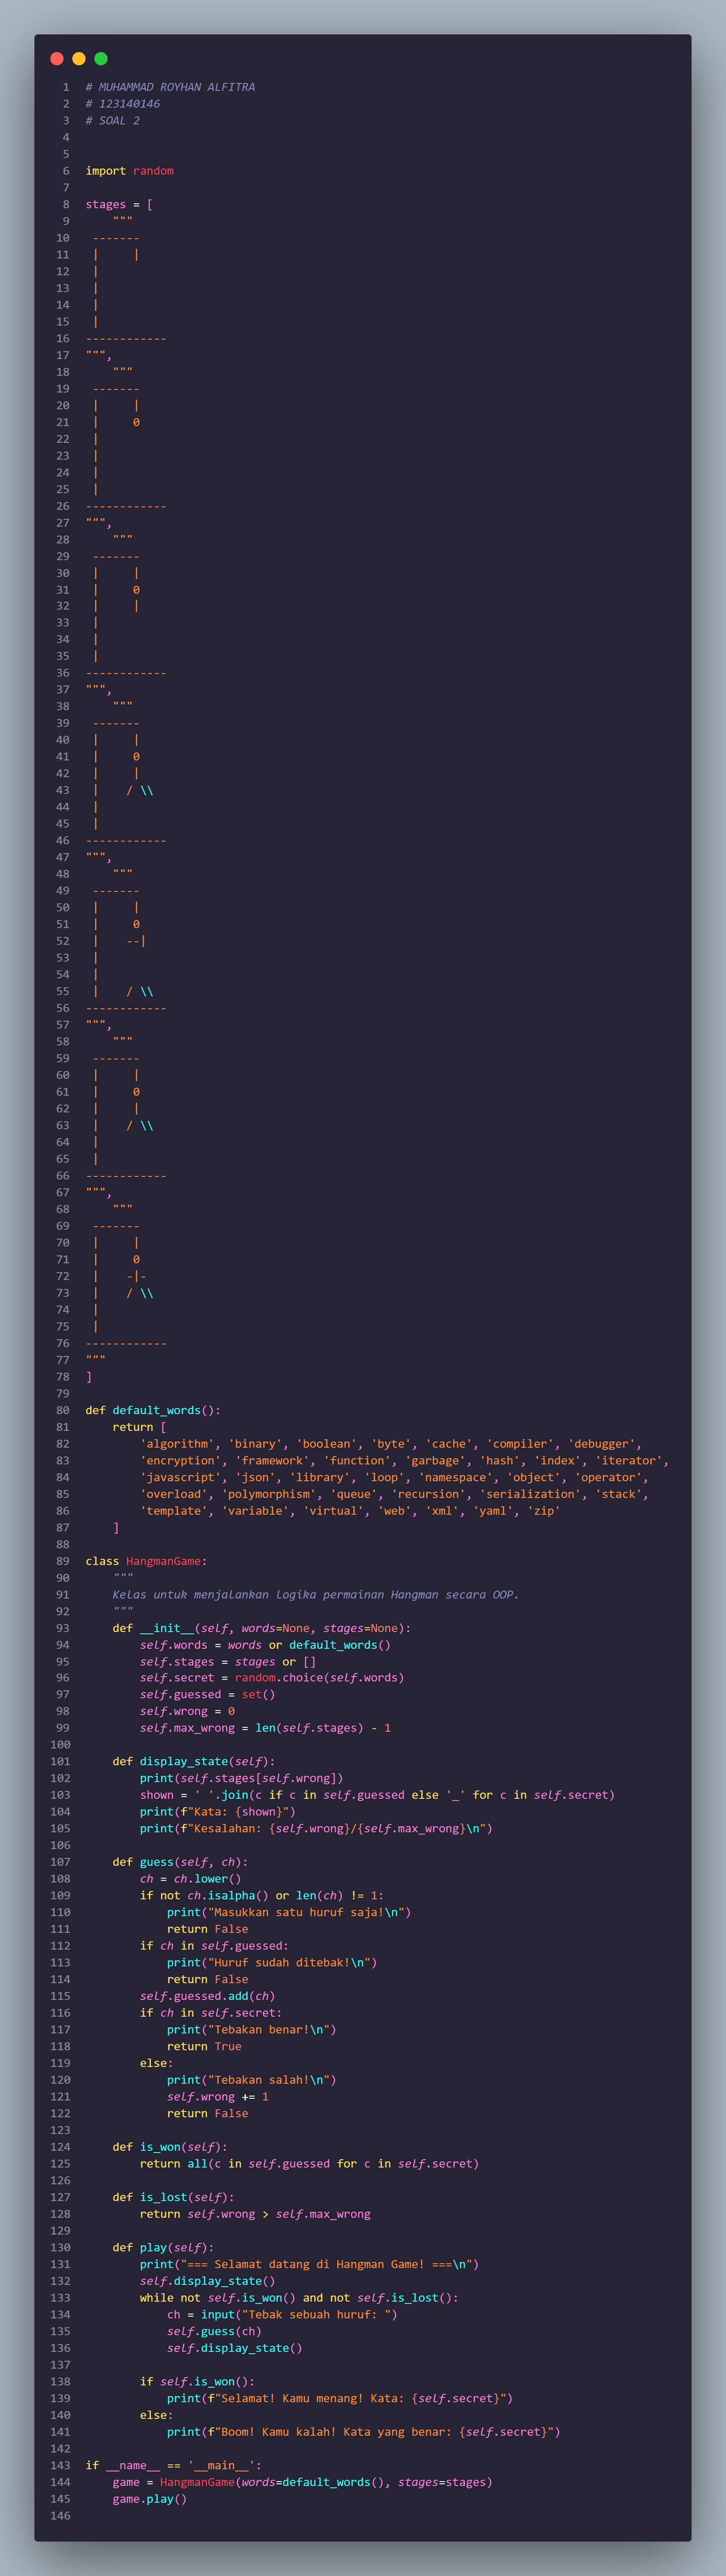 1 # MUHAMMAD ROYHAN ALFITRA
2 # 123140146
3 # SOAL 2
4
5
6 import random
7
8 stages = [
9     """
10  -------
11  |     |
12  |
13  |
14  |
15  |
16 ------------
17 """,
18     """
19  -------
20  |     |
21  |     0
22  |
23  |
24  |
25  |
26 ------------
27 """,
28     """
29  -------
30  |     |
31  |     0
32  |     |
33  |
34  |
35  |
36 ------------
37 """,
38     """
39  -------
40  |     |
41  |     0
42  |     |
43  |    / \\
44  |
45  |
46 ------------
47 """,
48     """
49  -------
50  |     |
51  |     0
52  |    --|
53  |
54  |
55  |    / \\
56 ------------
57 """,
58     """
59  -------
60  |     |
61  |     0
62  |     |
63  |    / \\
64  |
65  |
66 ------------
67 """,
68     """
69  -------
70  |     |
71  |     0
72  |    -|-
73  |    / \\
74  |
75  |
76 ------------
77 """
78 ]
79
80 def default_words():
81     return [
82         'algorithm', 'binary', 'boolean', 'byte', 'cache', 'compiler', 'debugger',
83         'encryption', 'framework', 'function', 'garbage', 'hash', 'index', 'iterator',
84         'javascript', 'json', 'library', 'loop', 'namespace', 'object', 'operator',
85         'overload', 'polymorphism', 'queue', 'recursion', 'serialization', 'stack',
86         'template', 'variable', 'virtual', 'web', 'xml', 'yaml', 'zip'
87     ]
88
89 class HangmanGame:
90     """
91     Kelas untuk menjalankan logika permainan Hangman secara OOP.
92     """
93     def __init__(self, words=None, stages=None):
94         self.words = words or default_words()
95         self.stages = stages or []
96         self.secret = random.choice(self.words)
97         self.guessed = set()
98         self.wrong = 0
99         self.max_wrong = len(self.stages) - 1
100
101     def display_state(self):
102         print(self.stages[self.wrong])
103         shown = ' '.join(c if c in self.guessed else '_' for c in self.secret)
104         print(f"Kata: {shown}")
105         print(f"Kesalahan: {self.wrong}/{self.max_wrong}\n")
106
107     def guess(self, ch):
108         ch = ch.lower()
109         if not ch.isalpha() or len(ch) != 1:
110             print("Masukkan satu huruf saja!\n")
111             return False
112         if ch in self.guessed:
113             print("Huruf sudah ditebak!\n")
114             return False
115         self.guessed.add(ch)
116         if ch in self.secret:
117             print("Tebakan benar!\n")
118             return True
119         else:
120             print("Tebakan salah!\n")
121             self.wrong += 1
122             return False
123
124     def is_won(self):
125         return all(c in self.guessed for c in self.secret)
126
127     def is_lost(self):
128         return self.wrong > self.max_wrong
129
130     def play(self):
131         print("=== Selamat datang di Hangman Game! ===\n")
132         self.display_state()
133         while not self.is_won() and not self.is_lost():
134             ch = input("Tebak sebuah huruf: ")
135             self.guess(ch)
136             self.display_state()
137
138         if self.is_won():
139             print(f"Selamat! Kamu menang! Kata: {self.secret}")
140         else:
141             print(f"Boom! Kamu kalah! Kata yang benar: {self.secret}")
142
143 if __name__ == '__main__':
144     game = HangmanGame(words=default_words(), stages=stages)
145     game.play()
146